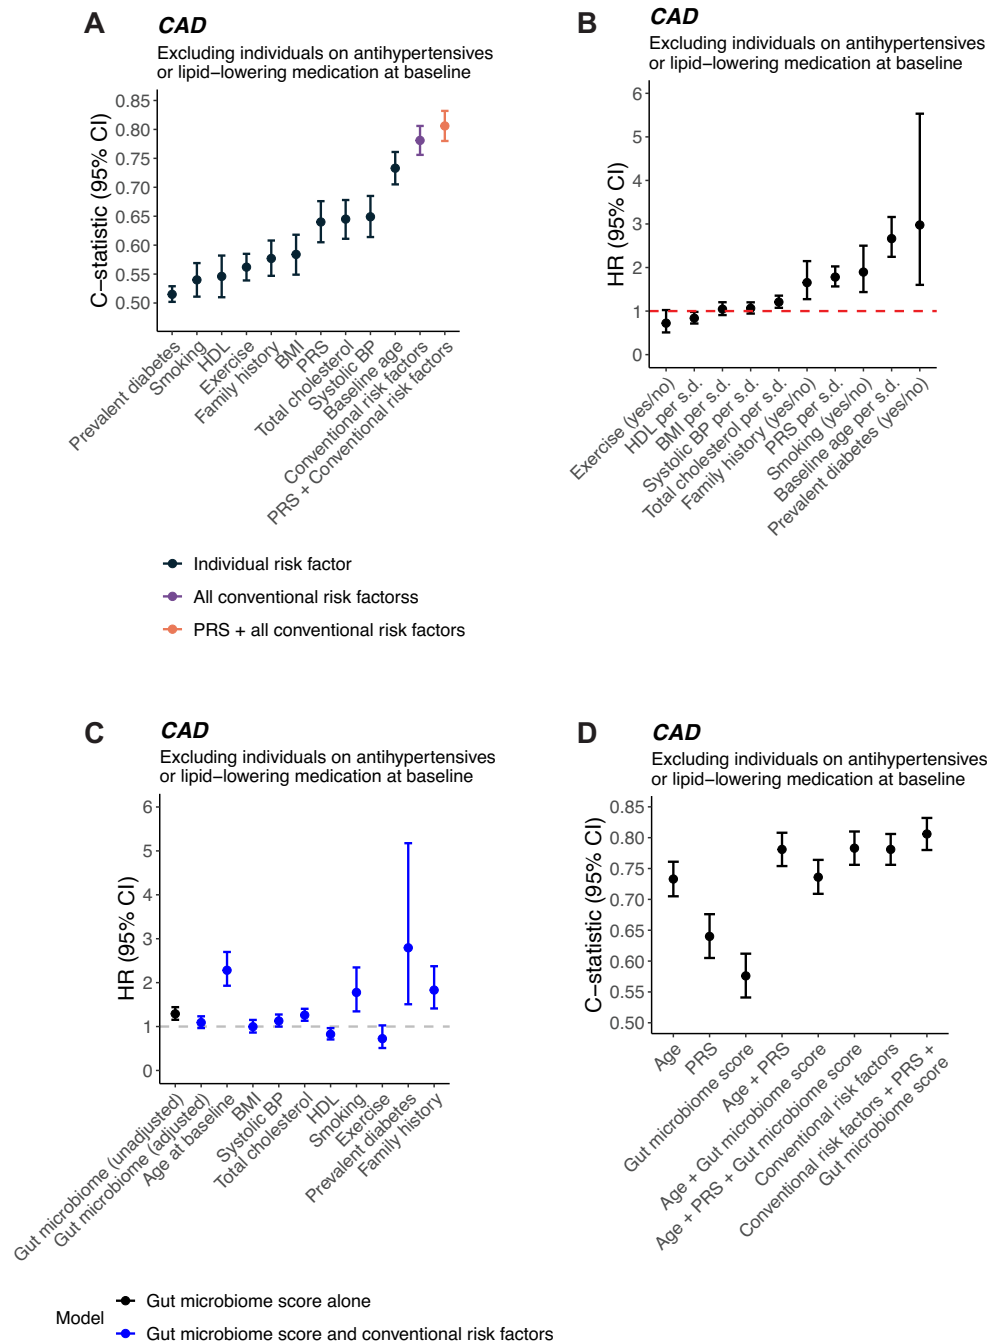 A
CAD
Excluding individuals on antihypertensives
or lipid−lowering medication at baseline
C−statistic (95% CI)
0.85
0.80
0.75
0.70
0.65
0.60
0.55
0.50
Prevalent diabetes
Smoking
HDL
Exercise
Family history
BMI
PRS
Total cholesterol
Systolic BP
Baseline age
Conventional risk factors
PRS + Conventional risk factors
Individual risk factor
All conventional risk factorss
PRS + all conventional risk factors
B
CAD
Excluding individuals on antihypertensives
or lipid−lowering medication at baseline
HR (95% CI)
6
5
4
3
2
1
0
Exercise (yes/no)
HDL per s.d.
BMI per s.d.
Systolic BP per s.d.
Total cholesterol per s.d.
Family history (yes/no)
PRS per s.d.
Smoking (yes/no)
Baseline age per s.d.
Prevalent diabetes (yes/no)
C
CAD
Excluding individuals on antihypertensives
or lipid−lowering medication at baseline
HR (95% CI)
6
5
4
3
2
1
0
Gut microbiome (unadjusted)
Gut microbiome (adjusted)
Age at baseline
BMI
Systolic BP
Total cholesterol
HDL
Smoking
Exercise
Prevalent diabetes
Family history
Model
Gut microbiome score alone
Gut microbiome score and conventional risk factors
D
CAD
Excluding individuals on antihypertensives
or lipid−lowering medication at baseline
C−statistic (95% CI)
0.85
0.80
0.75
0.70
0.65
0.60
0.55
0.50
Age
PRS
Gut microbiome score
Age + PRS
Age + Gut microbiome score
Age + PRS + Gut microbiome score
Conventional risk factors
Conventional risk factors + PRS +
Gut microbiome score